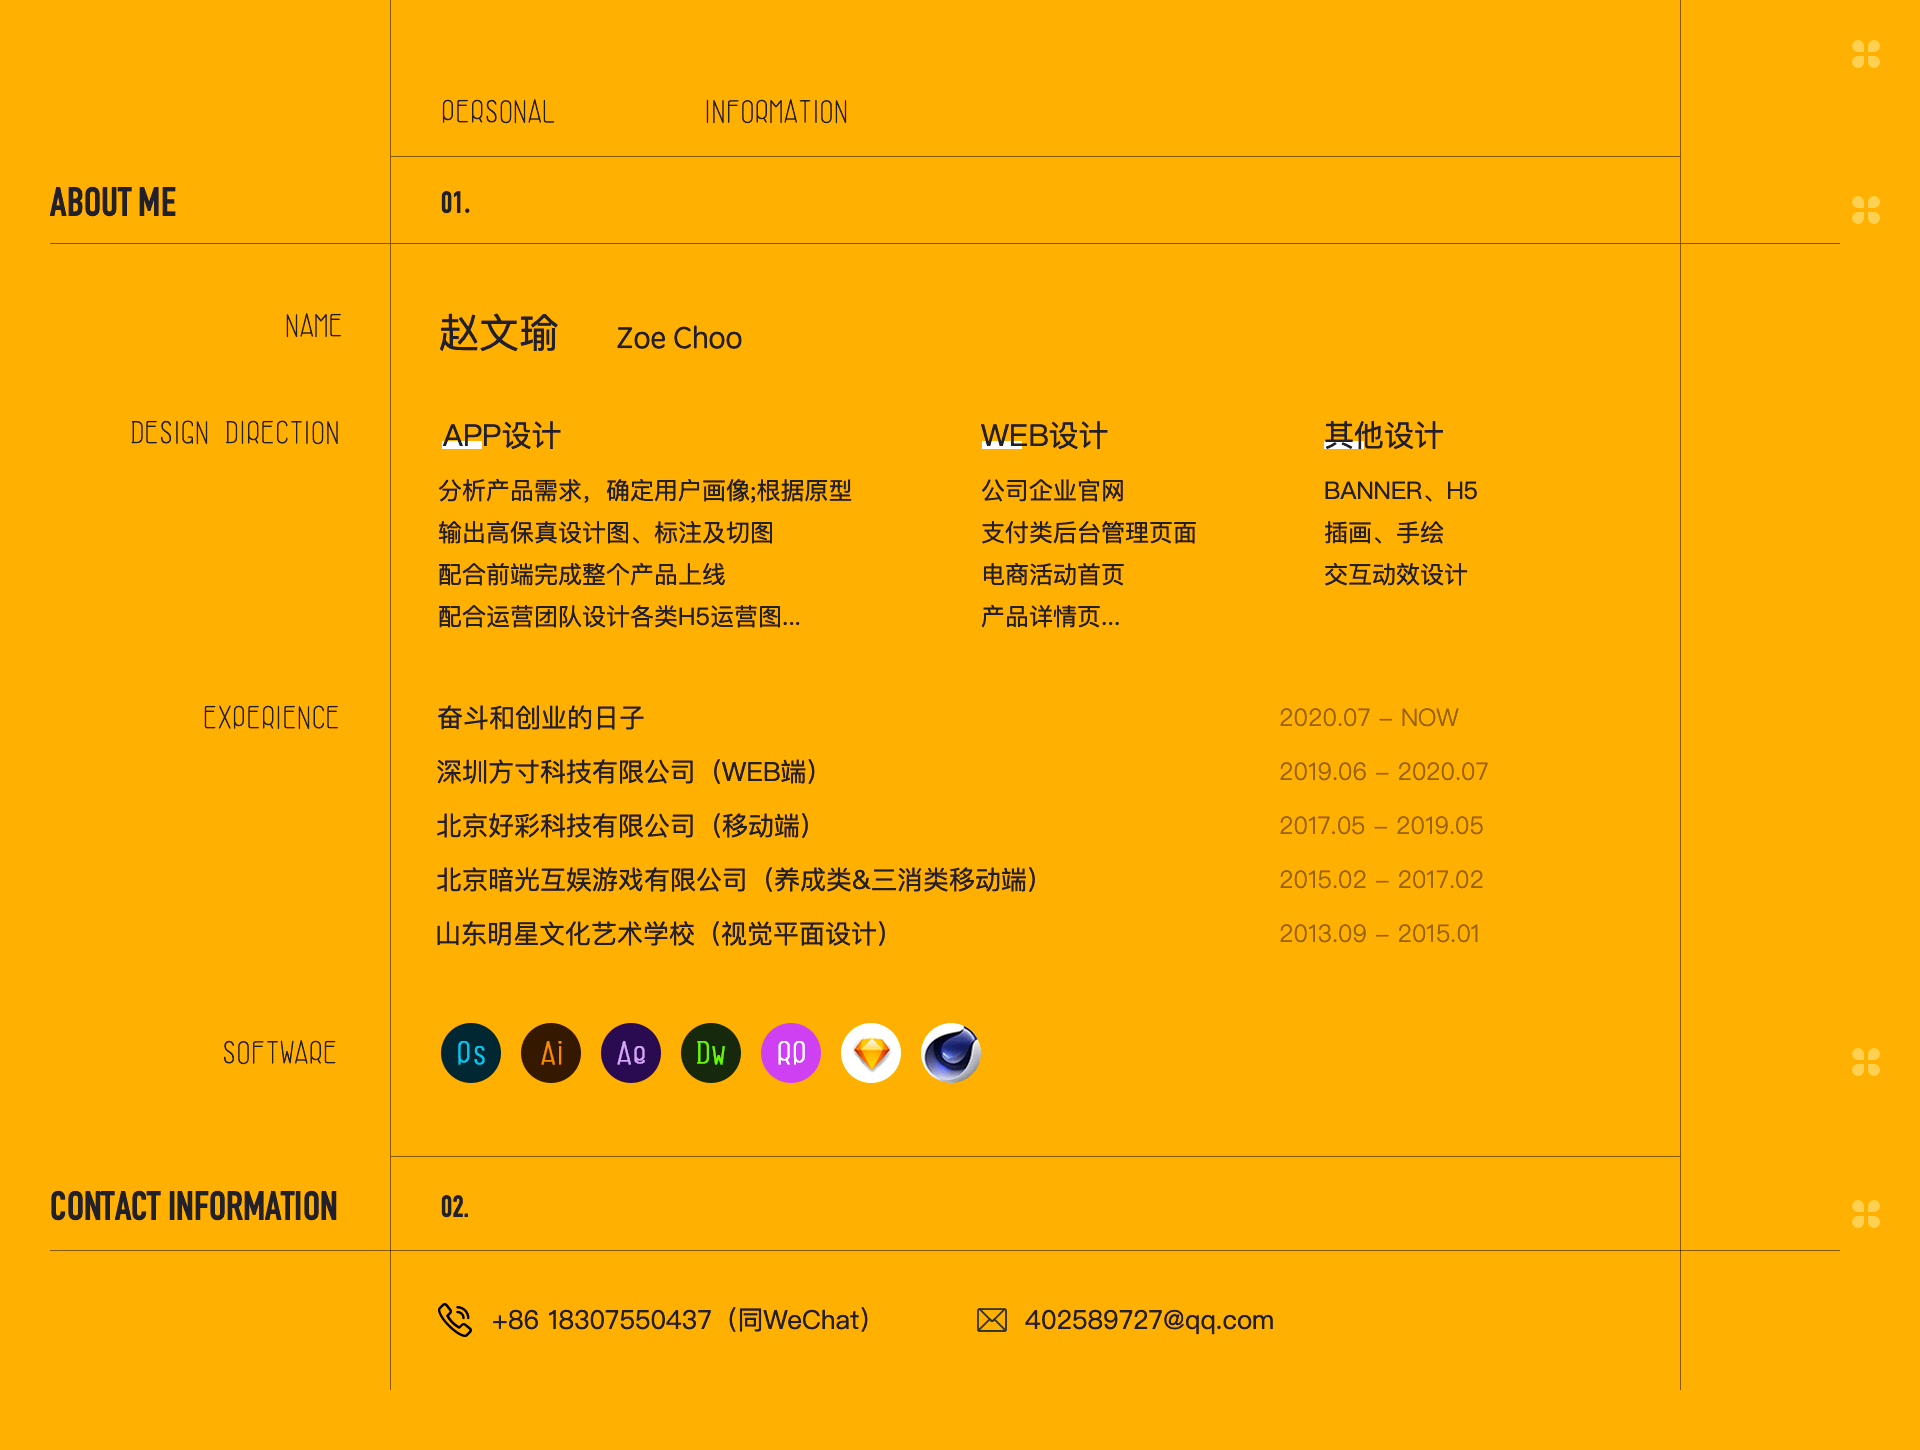 PERSONAL INFORMATION
ABOUT ME 01.
NAME 赵文瑜 Zoe Choo
DESIGN DIRECTION
APP设计
分析产品需求，确定用户画像;根据原型
输出高保真设计图、标注及切图
配合前端完成整个产品上线
配合运营团队设计各类H5运营图...
WEB设计
公司企业官网
支付类后台管理页面
电商活动首页
产品详情页...
其他设计
BANNER、H5
插画、手绘
交互动效设计
EXPERIENCE
奋斗和创业的日子 2020.07 – NOW
深圳方寸科技有限公司（WEB端） 2019.06 – 2020.07
北京好彩科技有限公司（移动端） 2017.05 – 2019.05
北京暗光互娱游戏有限公司（养成类&三消类移动端） 2015.02 – 2017.02
山东明星文化艺术学校（视觉平面设计） 2013.09 – 2015.01
SOFTWARE Ps Ai Ae Dw RP
CONTACT INFORMATION 02.
+86 18307550437（同WeChat） 402589727@qq.com